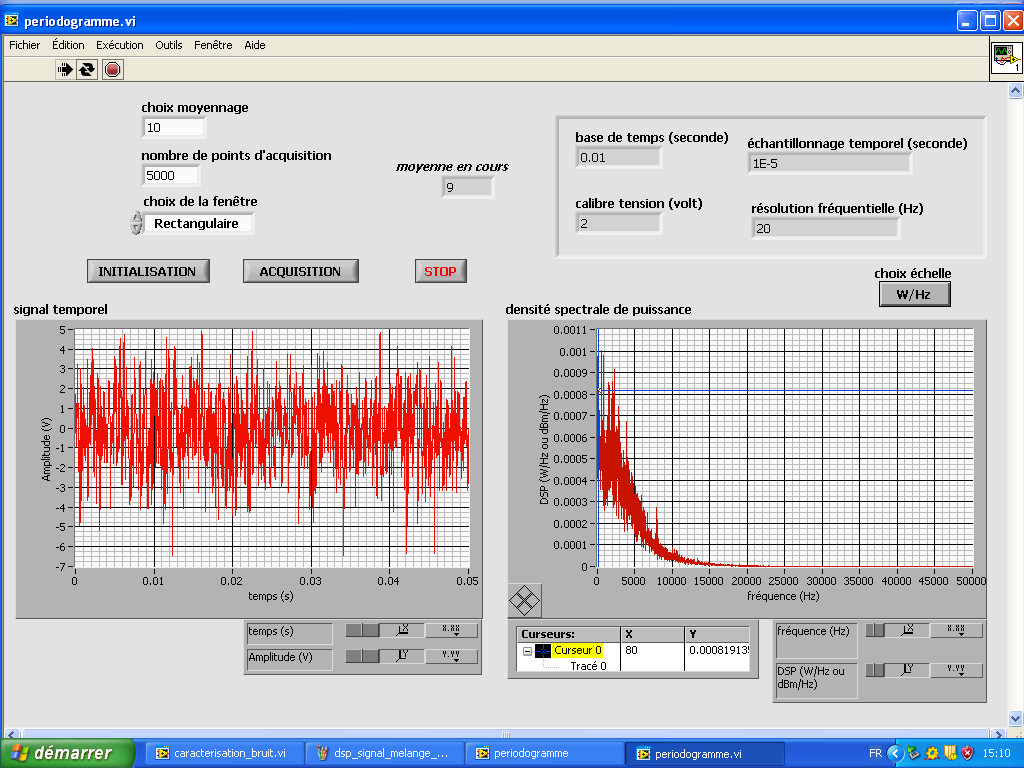 periodogramme.vi
Fichier Édition Exécution Outils Fenêtre Aide
1
choix moyennage
10
nombre de points d'acquisition
5000
choix de la fenêtre
Rectangulaire
moyenne en cours
9
base de temps (seconde)
0.01
échantillonnage temporel (seconde)
1E-5
calibre tension (volt)
2
résolution fréquentielle (Hz)
20
INITIALISATION ACQUISITION STOP
choix échelle
W/Hz
signal temporel
5
4
3
2
1
0
-1
-2
-3
-4
-5
-6
-7
Amplitude (V)
0 0.01 0.02 0.03 0.04 0.05
temps (s)
temps (s)
Amplitude (V)
densité spectrale de puissance
0.0011
0.001
0.0009
0.0008
0.0007
0.0006
0.0005
0.0004
0.0003
0.0002
0.0001
0
DSP (W/Hz ou dBm/Hz)
0 5000 10000 15000 20000 25000 30000 35000 40000 45000 50000
fréquence (Hz)
Curseurs: X Y
Curseur 0 80 0.00081913
Tracé 0
fréquence (Hz)
DSP (W/Hz ou
dBm/Hz)
démarrer caracterisation_bruit.vi dsp_signal_melange_... periodogramme periodogramme.vi FR 15:10